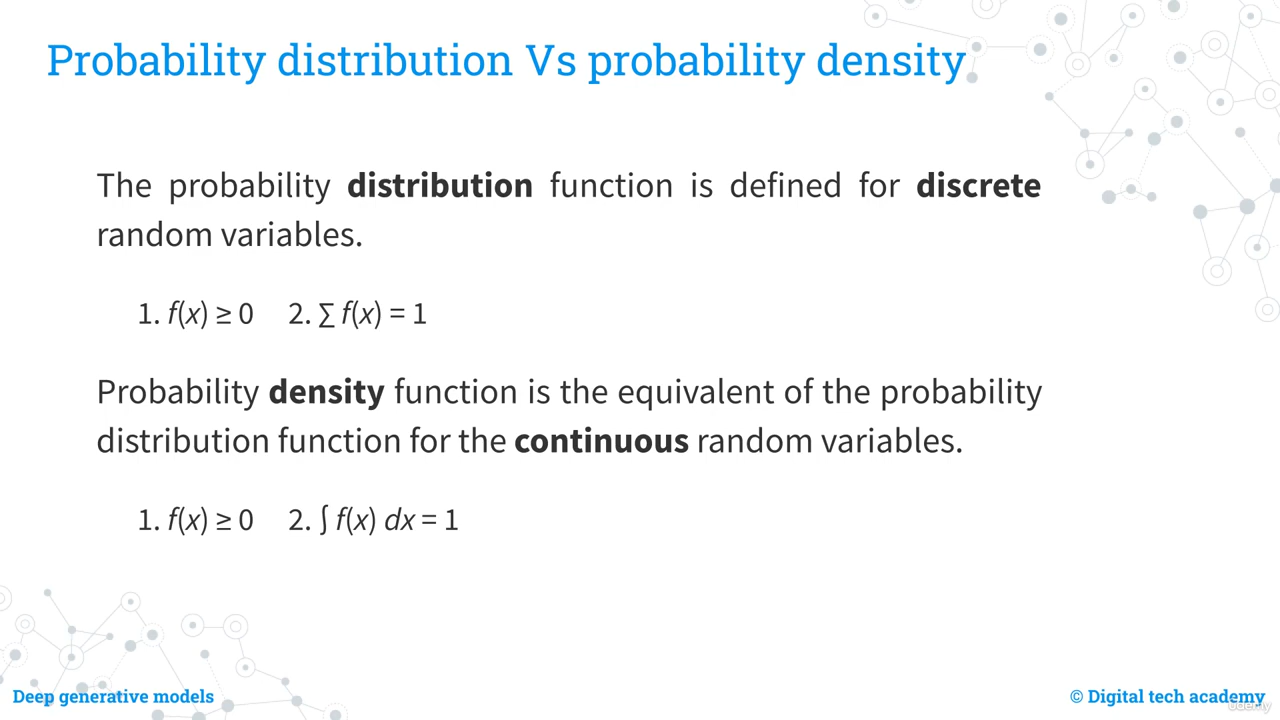 Probability distribution Vs probability density
The probability distribution function is defined for discrete
random variables.
1. f(x) ≥ 0 2. ∑ f(x) = 1
Probability density function is the equivalent of the probability
distribution function for the continuous random variables.
1. f(x) ≥ 0 2. ∫ f(x) dx = 1
Deep generative models
© Digital tech academy
udemy